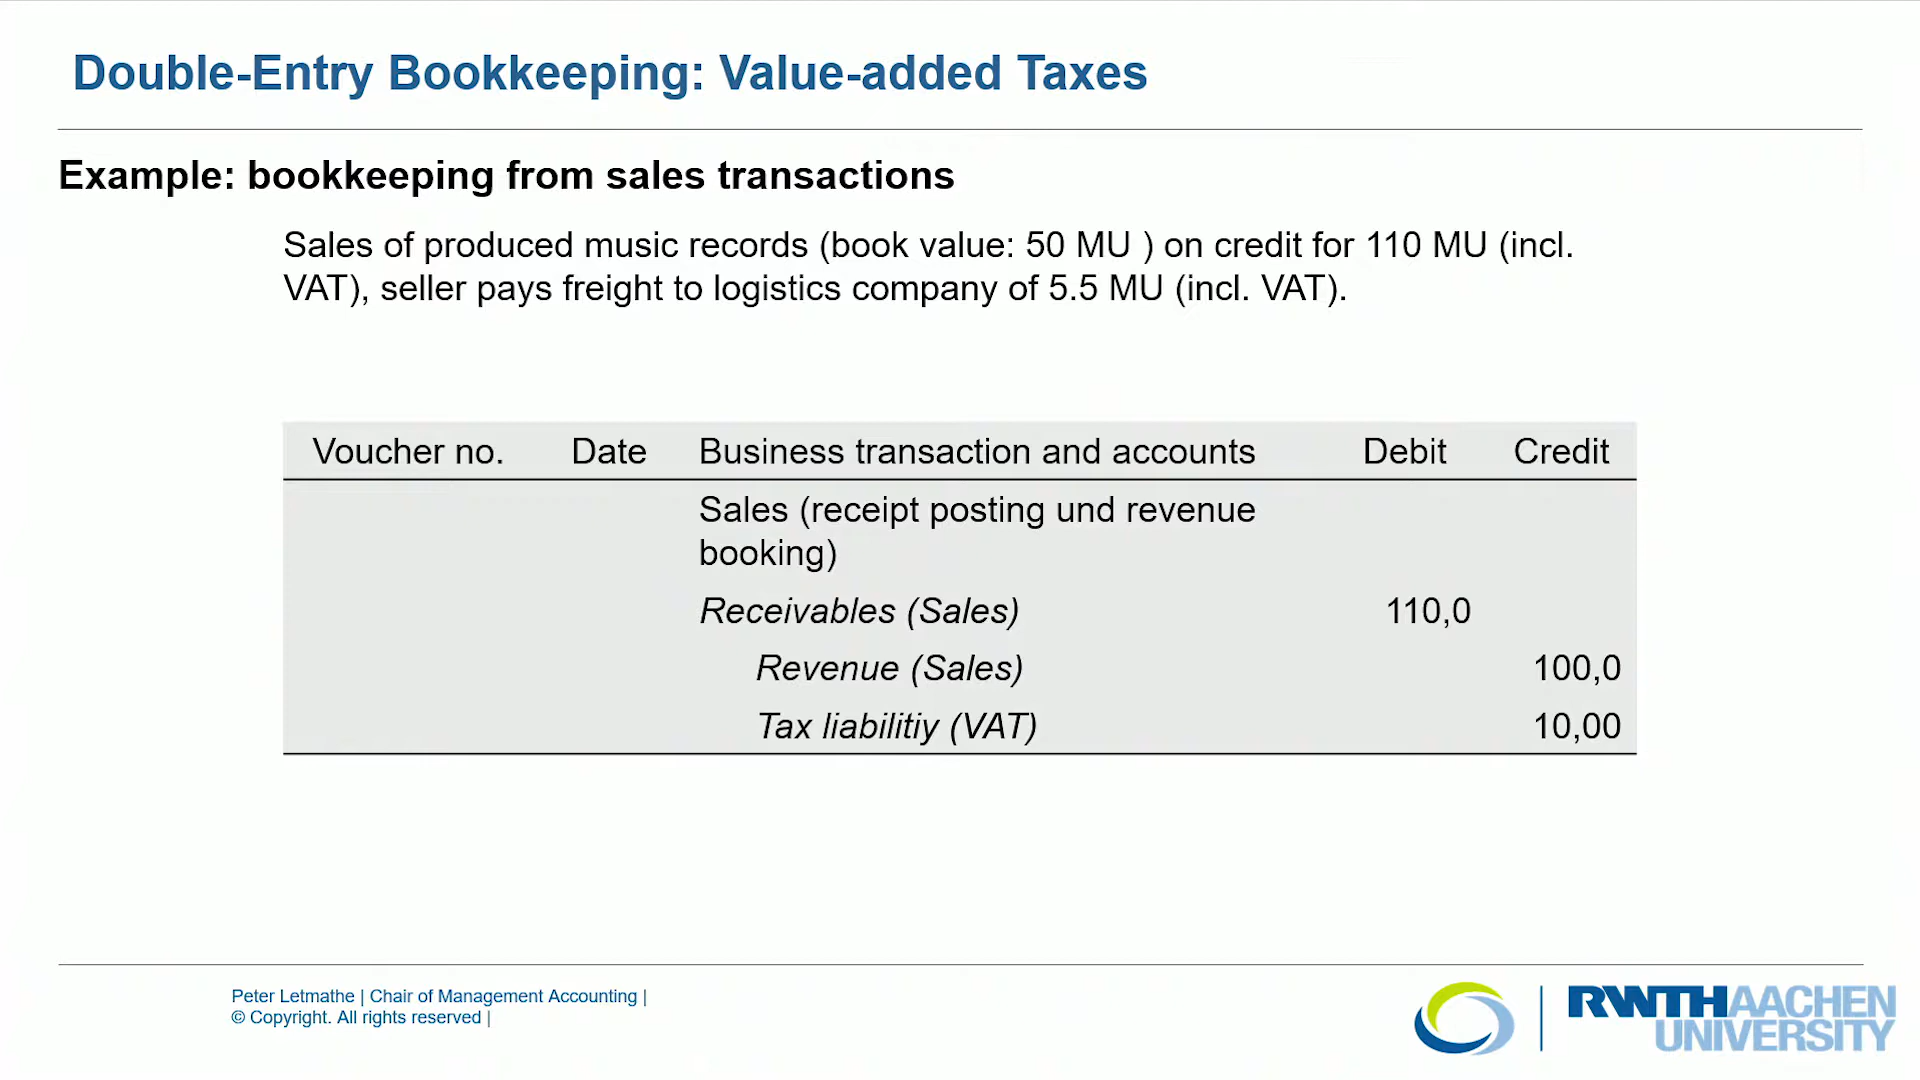 Double-Entry Bookkeeping: Value-added Taxes
Example: bookkeeping from sales transactions
Sales of produced music records (book value: 50 MU ) on credit for 110 MU (incl.
VAT), seller pays freight to logistics company of 5.5 MU (incl. VAT).
Voucher no. Date Business transaction and accounts Debit Credit
Sales (receipt posting und revenue
booking)
Receivables (Sales) 110,0
Revenue (Sales) 100,0
Tax liabilitiy (VAT) 10,00
Peter Letmathe | Chair of Management Accounting |
© Copyright. All rights reserved |
RWTH AACHEN
UNIVERSITY